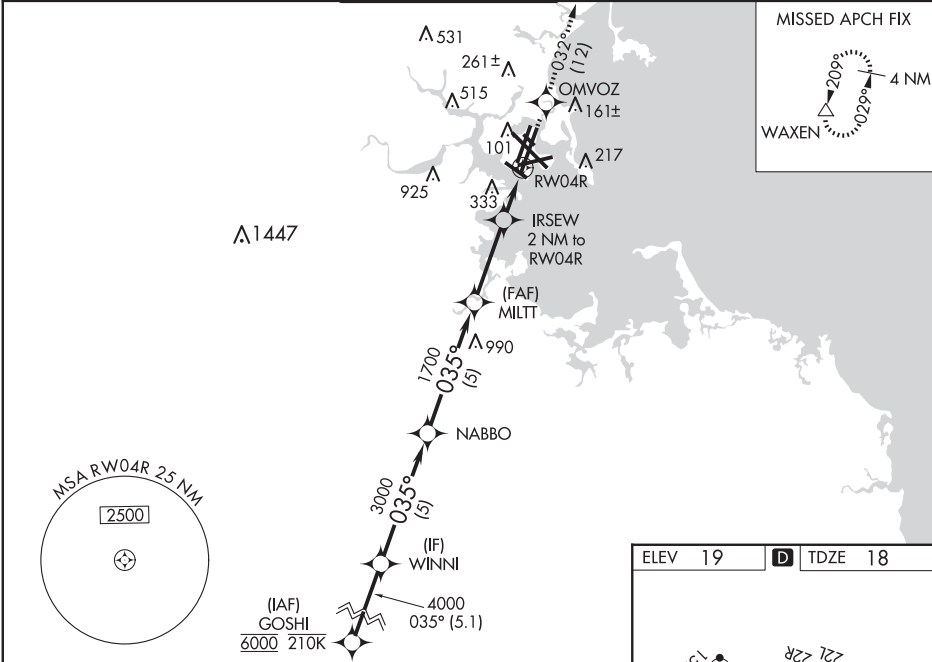 MISSED APCH FIX
209°
029°
4 NM
WAXEN
531
261±
515
032°
(12)
OMVOZ
161±
101
217
925
333
RW04R
1447
IRSEW
2 NM to
RW04R
(FAF)
MILTT
990
1700
035°
(5)
NABBO
MSA RW04R 25 NM
2500
3000
035°
(5)
(IF)
WINNI
4000
035° (5.1)
(IAF)
GOSHI
6000 210K
ELEV 19 D TDZE 18
22R
22L